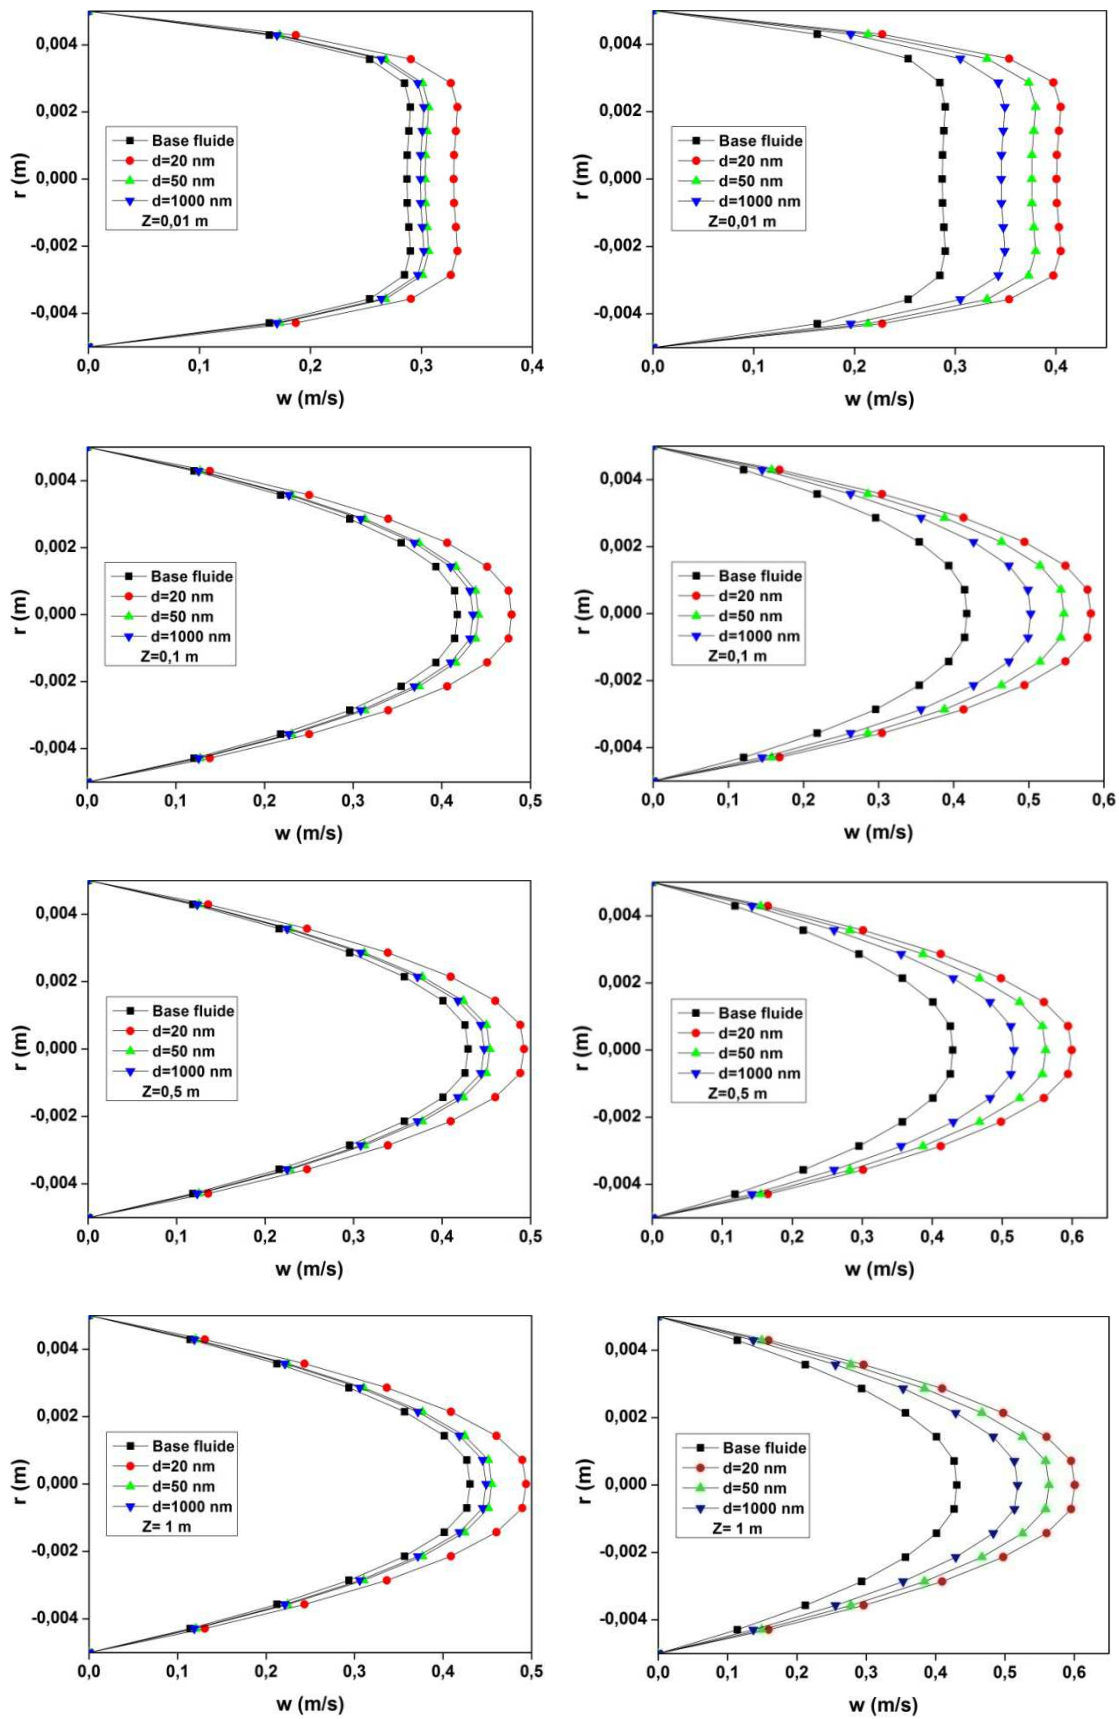 0,004
0,002
0,000
-0,002
-0,004
r (m)
Base fluide
d=20 nm
d=50 nm
d=1000 nm
Z=0,01 m
0,0 0,1 0,2 0,3 0,4
w (m/s)
0,004
0,002
0,000
-0,002
-0,004
r (m)
Base fluide
d=20 nm
d=50 nm
d=1000 nm
Z=0,01 m
0,0 0,2 0,3 0,4
w (m/s)
0,004
0,002
0,000
-0,002
-0,004
r (m)
Base fluide
d=20 nm
d=50 nm
d=1000 nm
Z=0,1 m
0,0 0,1 0,2 0,3 0,4 0,5
w (m/s)
0,004
0,002
0,000
-0,002
-0,004
r (m)
Base fluide
d=20 nm
d=50 nm
d=1000 nm
Z=0,1 m
0,0 0,1 0,2 0,3 0,4 0,5 0,6
w (m/s)
0,004
0,002
0,000
-0,002
-0,004
r (m)
Base fluide
d=20 nm
d=50 nm
d=1000 nm
Z=0,5 m
0,0 0,1 0,2 0,3 0,4 0,5
w (m/s)
0,004
0,002
0,000
-0,002
-0,004
r (m)
Base fluide
d=20 nm
d=50 nm
d=1000 nm
Z=0,5 m
0,0 0,1 0,2 0,3 0,4 0,5 0,6
w (m/s)
0,004
0,002
0,000
-0,002
-0,004
r (m)
Base fluide
d=20 nm
d=50 nm
d=1000 nm
Z= 1 m
0,0 0,1 0,2 0,3 0,4 0,5
w (m/s)
0,004
0,002
0,000
-0,002
-0,004
r (m)
Base fluide
d=20 nm
d=50 nm
d=1000 nm
Z= 1 m
0,0 0,1 0,2 0,3 0,4 0,5 0,6
w (m/s)